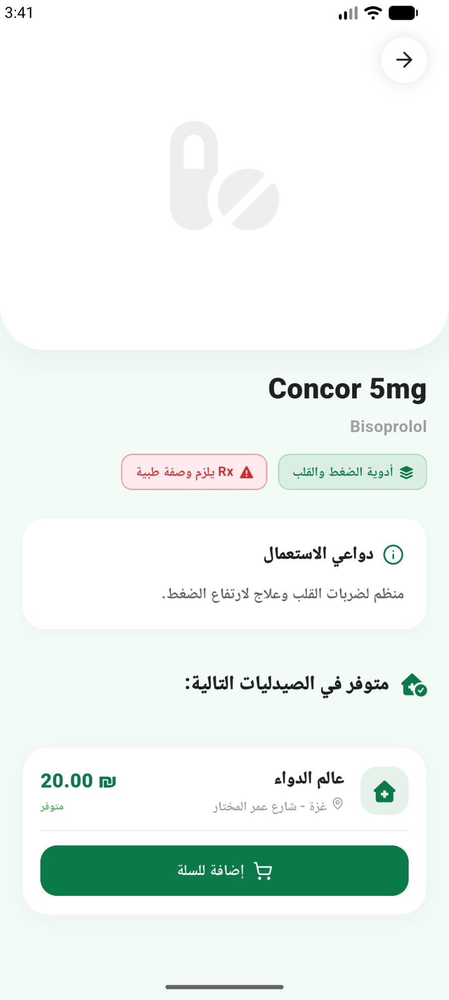 3:41
Concor 5mg
Bisoprolol
أدوية الضغط والقلب
Rx يلزم وصفة طبية
دواعي الاستعمال
منظم لضربات القلب وعلاج لارتفاع الضغط.
متوفر في الصيدليات التالية:
عالم الدواء
20.00 ₪
غزة - شارع عمر المختار
متوفر
إضافة للسلة